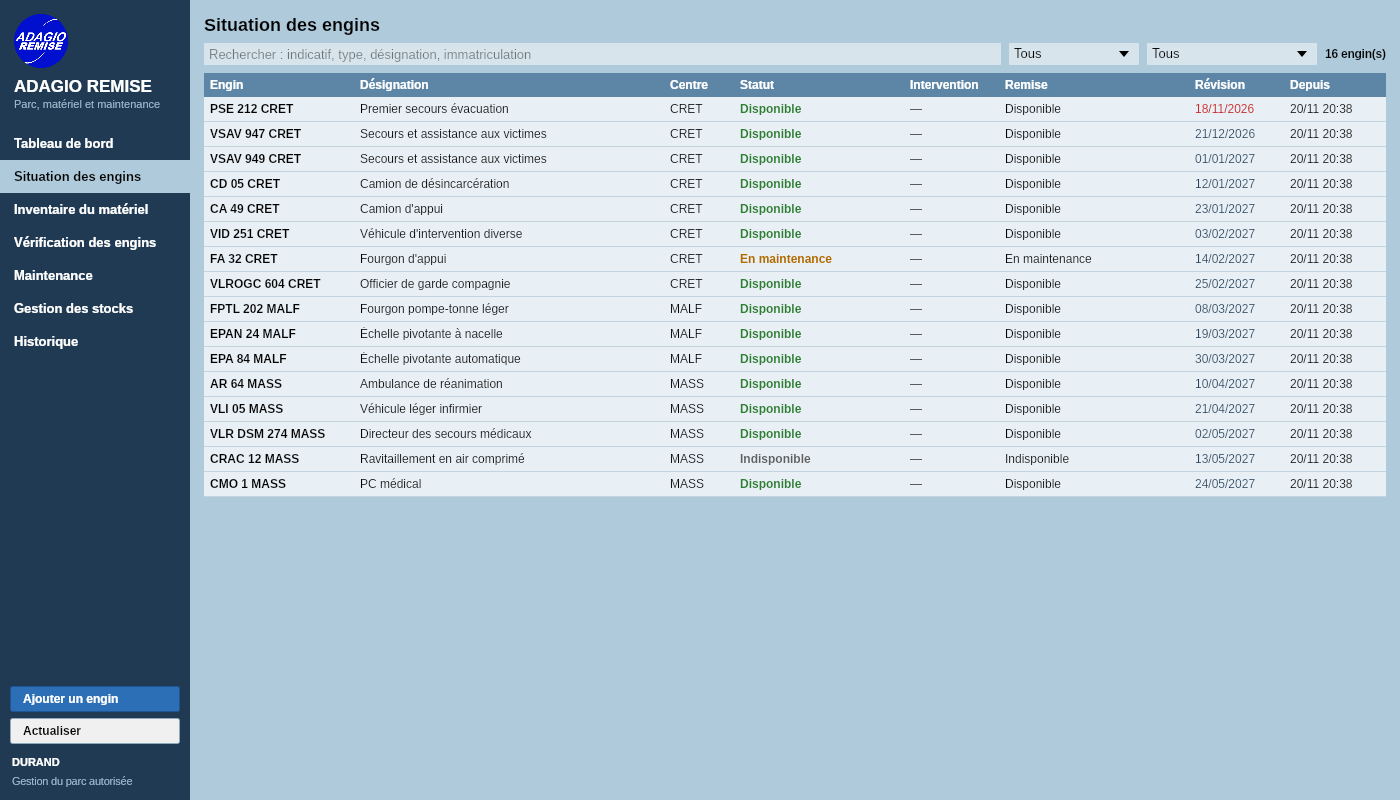 ADAGIO
REMISE
ADAGIO REMISE
Parc, matériel et maintenance
Tableau de bord
Situation des engins
Inventaire du matériel
Vérification des engins
Maintenance
Gestion des stocks
Historique
Ajouter un engin
Actualiser
DURAND
Gestion du parc autorisée
Situation des engins
Rechercher : indicatif, type, désignation, immatriculation
Tous
Tous
16 engin(s)
Engin Désignation Centre Statut Intervention Remise Révision Depuis
PSE 212 CRET Premier secours évacuation CRET Disponible — Disponible 18/11/2026 20/11 20:38
VSAV 947 CRET Secours et assistance aux victimes CRET Disponible — Disponible 21/12/2026 20/11 20:38
VSAV 949 CRET Secours et assistance aux victimes CRET Disponible — Disponible 01/01/2027 20/11 20:38
CD 05 CRET Camion de désincarcération CRET Disponible — Disponible 12/01/2027 20/11 20:38
CA 49 CRET Camion d'appui CRET Disponible — Disponible 23/01/2027 20/11 20:38
VID 251 CRET Véhicule d'intervention diverse CRET Disponible — Disponible 03/02/2027 20/11 20:38
FA 32 CRET Fourgon d'appui CRET En maintenance — En maintenance 14/02/2027 20/11 20:38
VLROGC 604 CRET Officier de garde compagnie CRET Disponible — Disponible 25/02/2027 20/11 20:38
FPTL 202 MALF Fourgon pompe-tonne léger MALF Disponible — Disponible 08/03/2027 20/11 20:38
EPAN 24 MALF Échelle pivotante à nacelle MALF Disponible — Disponible 19/03/2027 20/11 20:38
EPA 84 MALF Échelle pivotante automatique MALF Disponible — Disponible 30/03/2027 20/11 20:38
AR 64 MASS Ambulance de réanimation MASS Disponible — Disponible 10/04/2027 20/11 20:38
VLI 05 MASS Véhicule léger infirmier MASS Disponible — Disponible 21/04/2027 20/11 20:38
VLR DSM 274 MASS Directeur des secours médicaux MASS Disponible — Disponible 02/05/2027 20/11 20:38
CRAC 12 MASS Ravitaillement en air comprimé MASS Indisponible — Indisponible 13/05/2027 20/11 20:38
CMO 1 MASS PC médical MASS Disponible — Disponible 24/05/2027 20/11 20:38